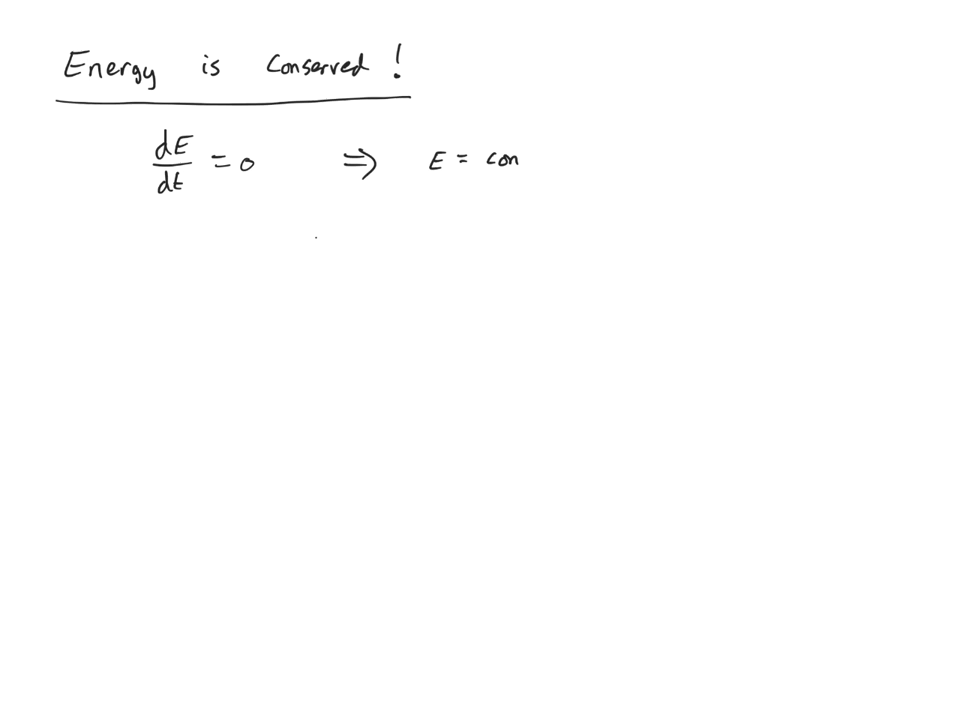 Energy is conserved!
dE/dt = 0 ⇒ E = con